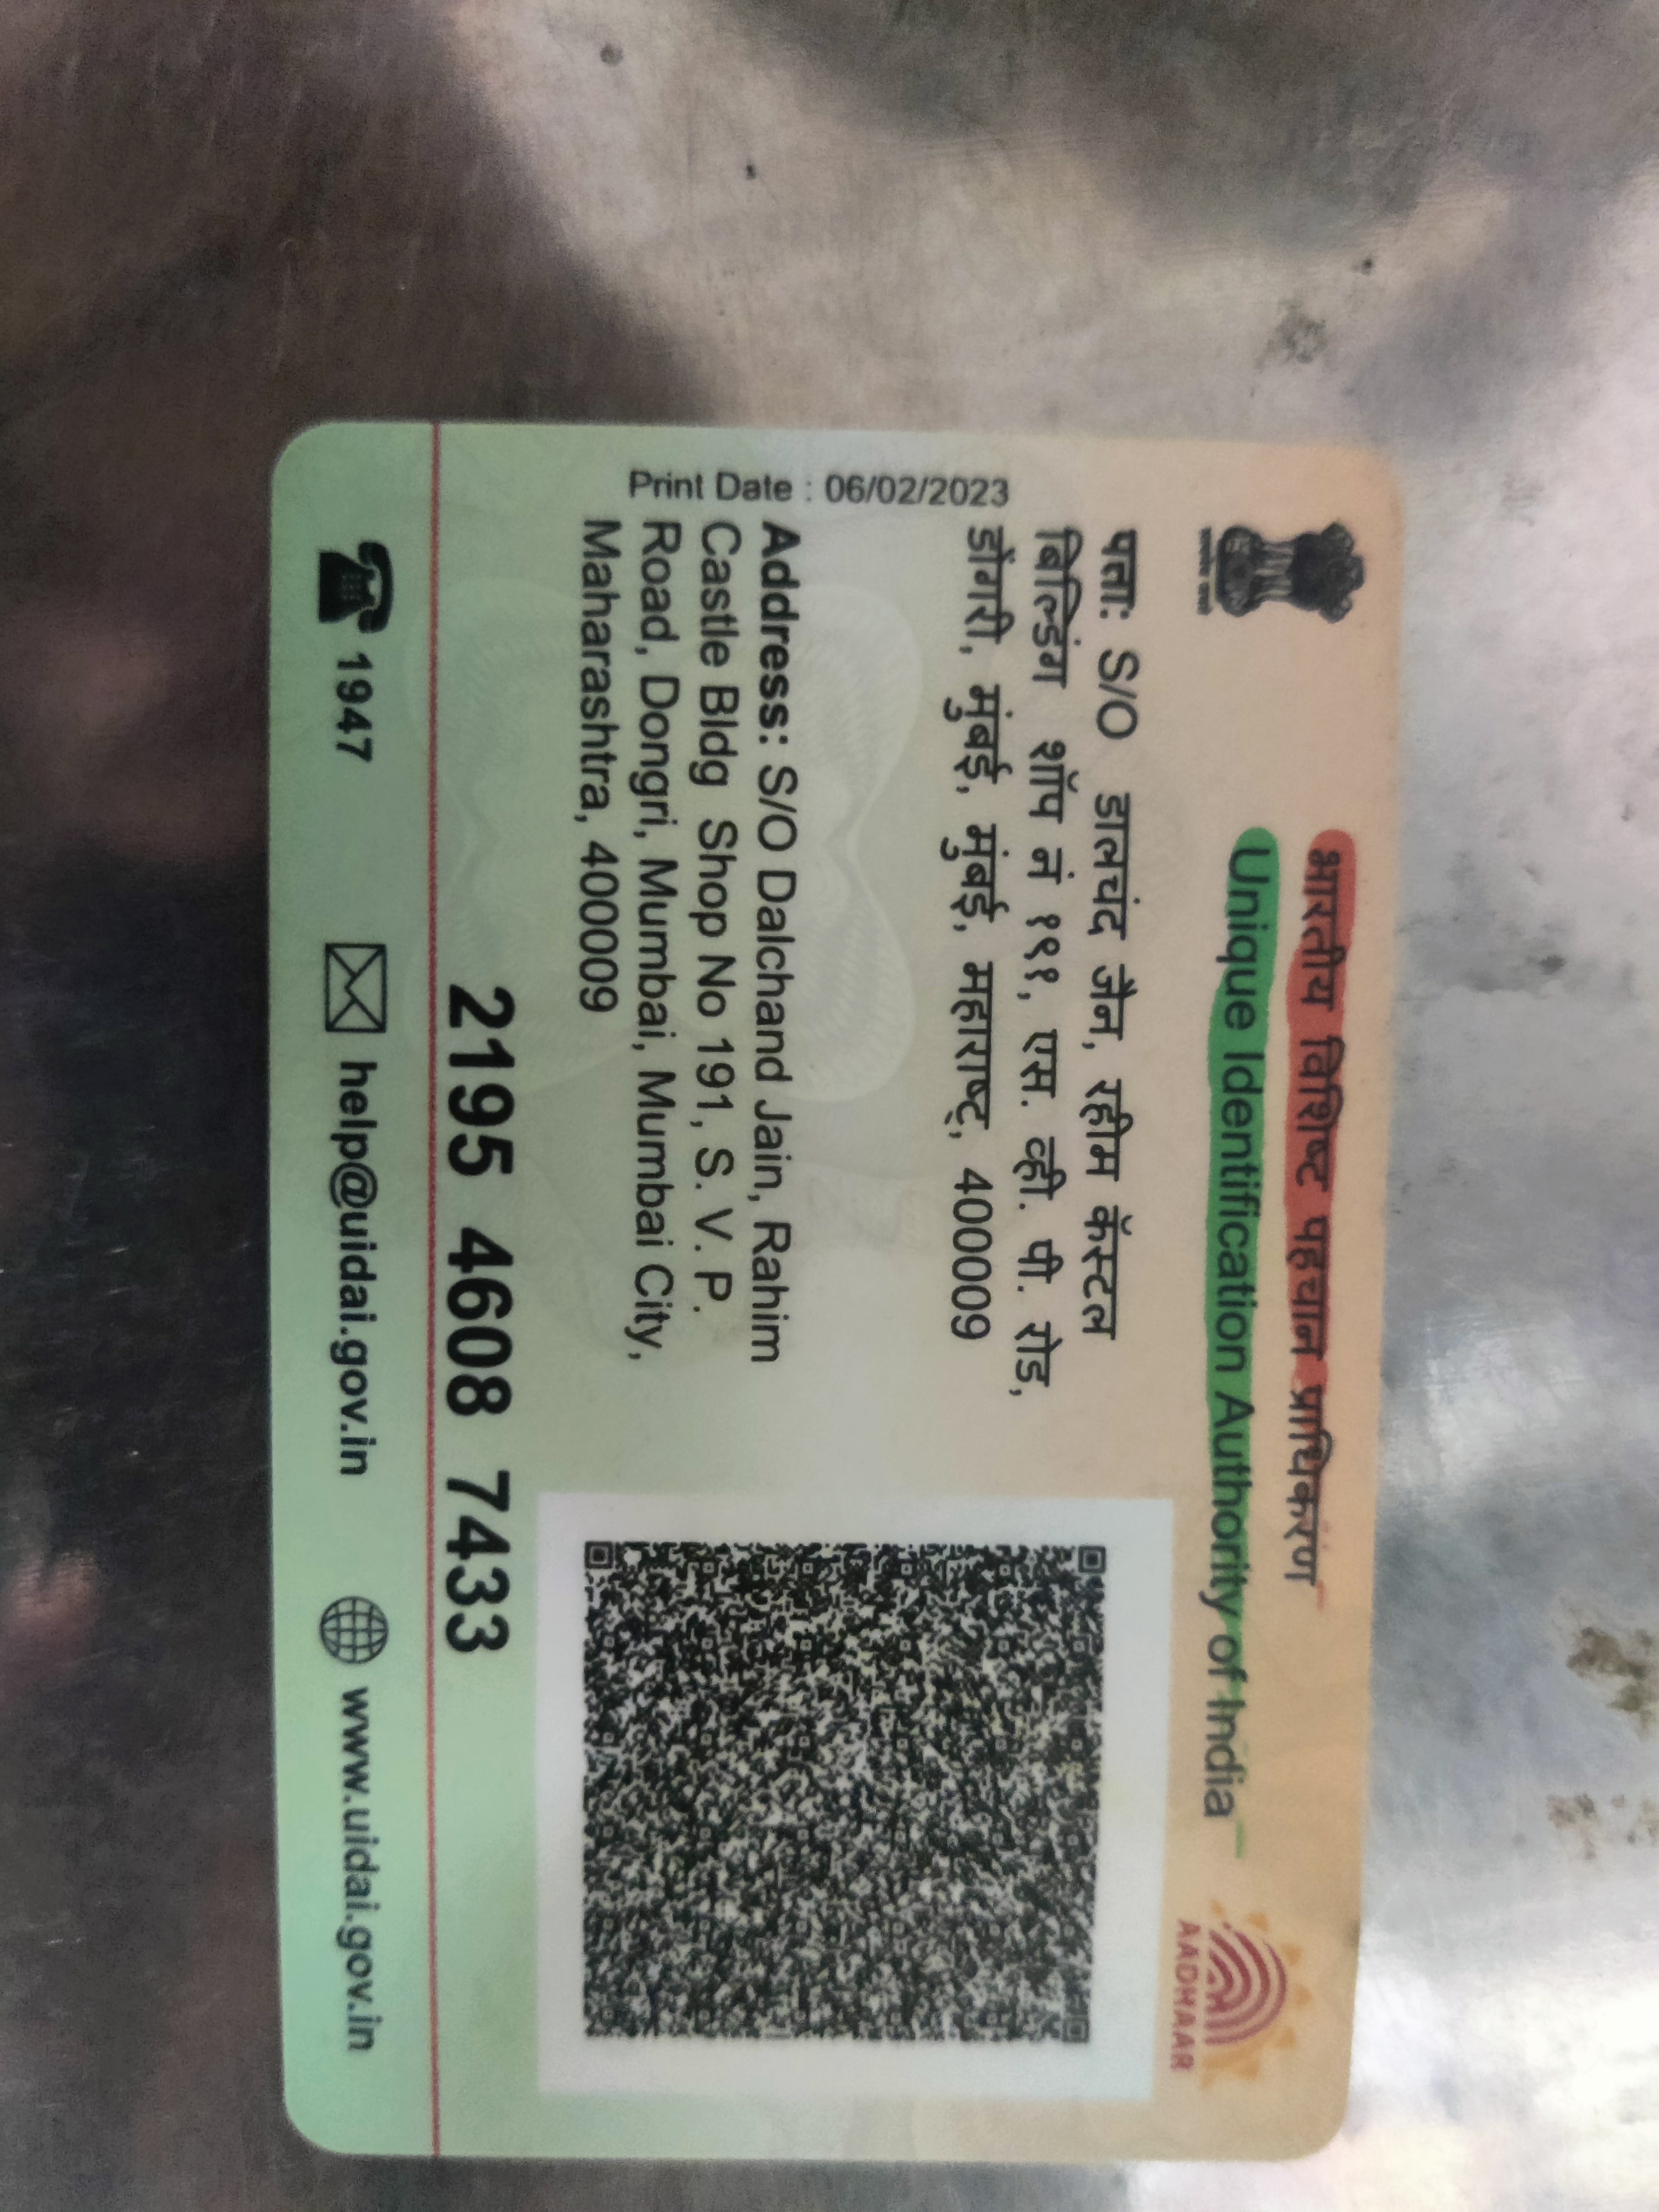 भारतीय विशिष्ट पहचान प्राधिकरण
Unique Identification Authority of India
AADHAAR
Print Date : 06/02/2023
पत्ताः S/O डालचंद जैन, रहीम कॅस्टल
बिल्डिंग शॉप नं १९१, एस. व्ही. पी. रोड,
डोंगरी, मुंबई, मुंबई, महाराष्ट्र, 400009
Address: S/O Dalchand Jain, Rahim
Castle Bldg Shop No 191, S. V. P.
Road, Dongri, Mumbai, Mumbai City,
Maharashtra, 400009
2195 4608 7433
1947 help@uidai.gov.in www.uidai.gov.in